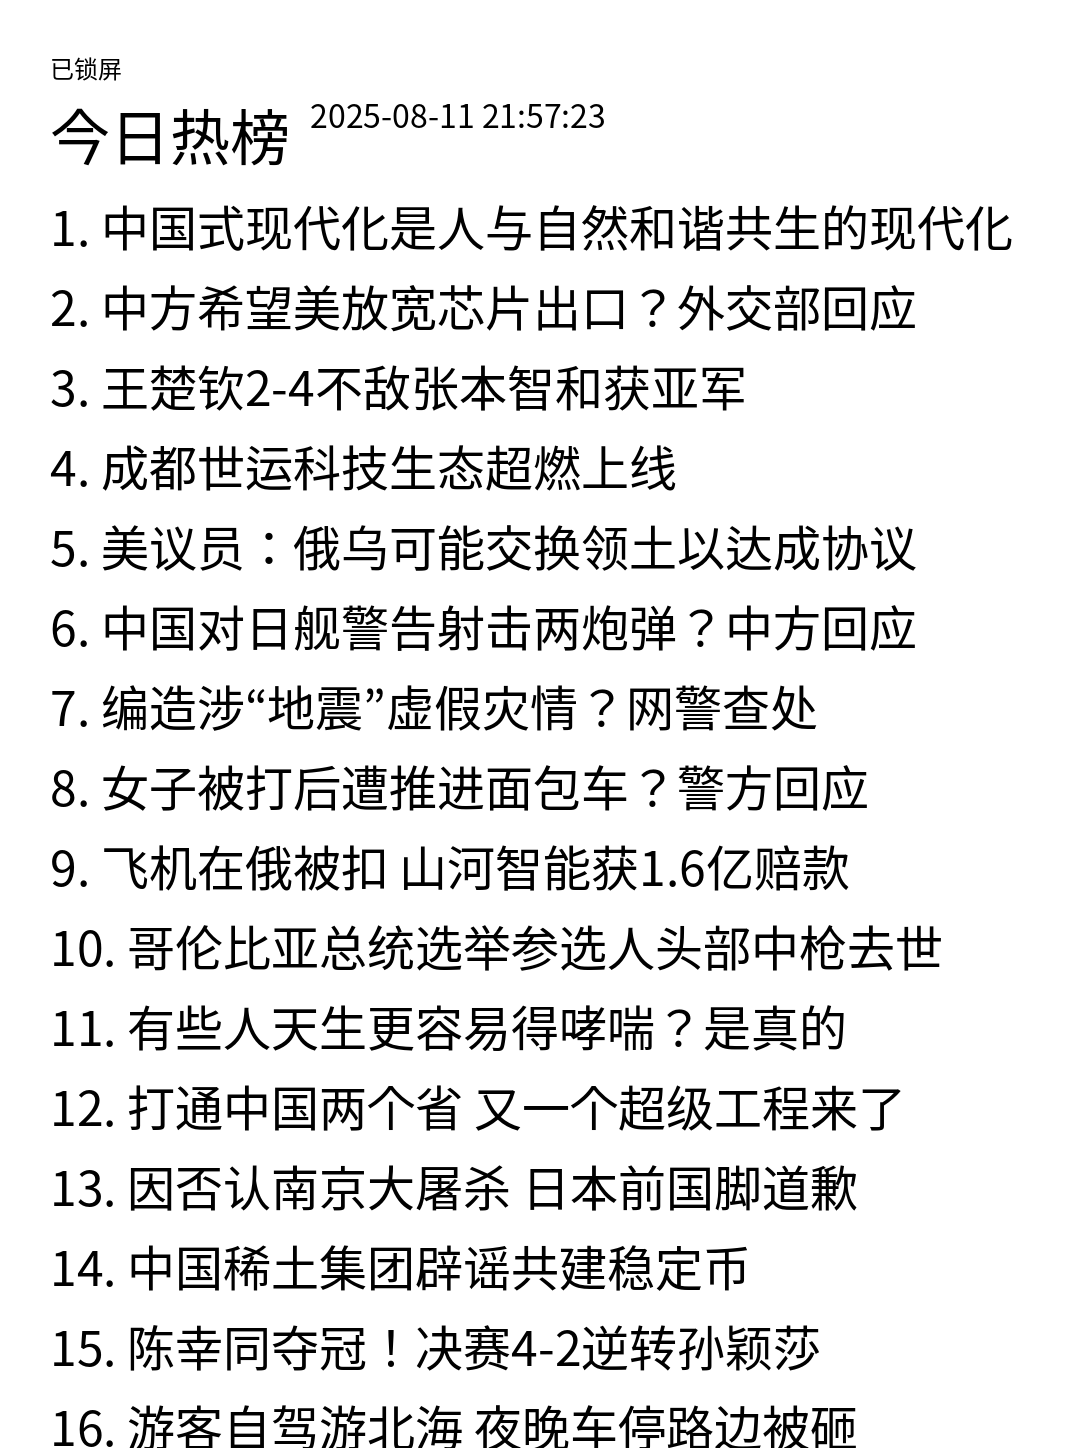 已锁屏
今日热榜 2025-08-11 21:57:23
1. 中国式现代化是人与自然和谐共生的现代化
2. 中方希望美放宽芯片出口？外交部回应
3. 王楚钦2-4不敌张本智和获亚军
4. 成都世运科技生态超燃上线
5. 美议员：俄乌可能交换领土以达成协议
6. 中国对日舰警告射击两炮弹？中方回应
7. 编造涉“地震”虚假灾情？网警查处
8. 女子被打后遭推进面包车？警方回应
9. 飞机在俄被扣 山河智能获1.6亿赔款
10. 哥伦比亚总统选举参选人头部中枪去世
11. 有些人天生更容易得哮喘？是真的
12. 打通中国两个省 又一个超级工程来了
13. 因否认南京大屠杀 日本前国脚道歉
14. 中国稀土集团辟谣共建稳定币
15. 陈幸同夺冠！决赛4-2逆转孙颖莎
16. 游客自驾游北海 夜晚车停路边被砸